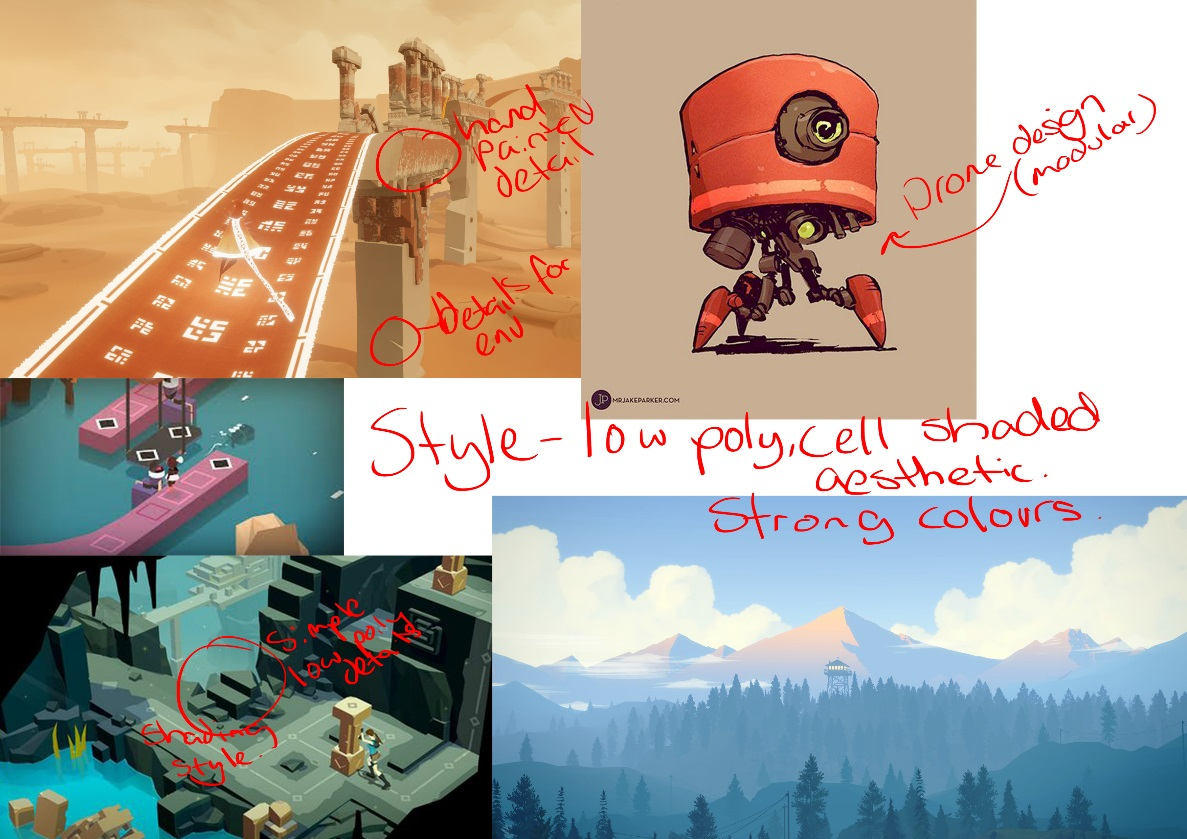 hand
painted
detail
Details for
env
Drone design
(modular)
JP MRJAKEPARKER.COM
Style - low poly, cell shaded
aesthetic.
Strong colours.
Simple
low poly
details
Shading
style.